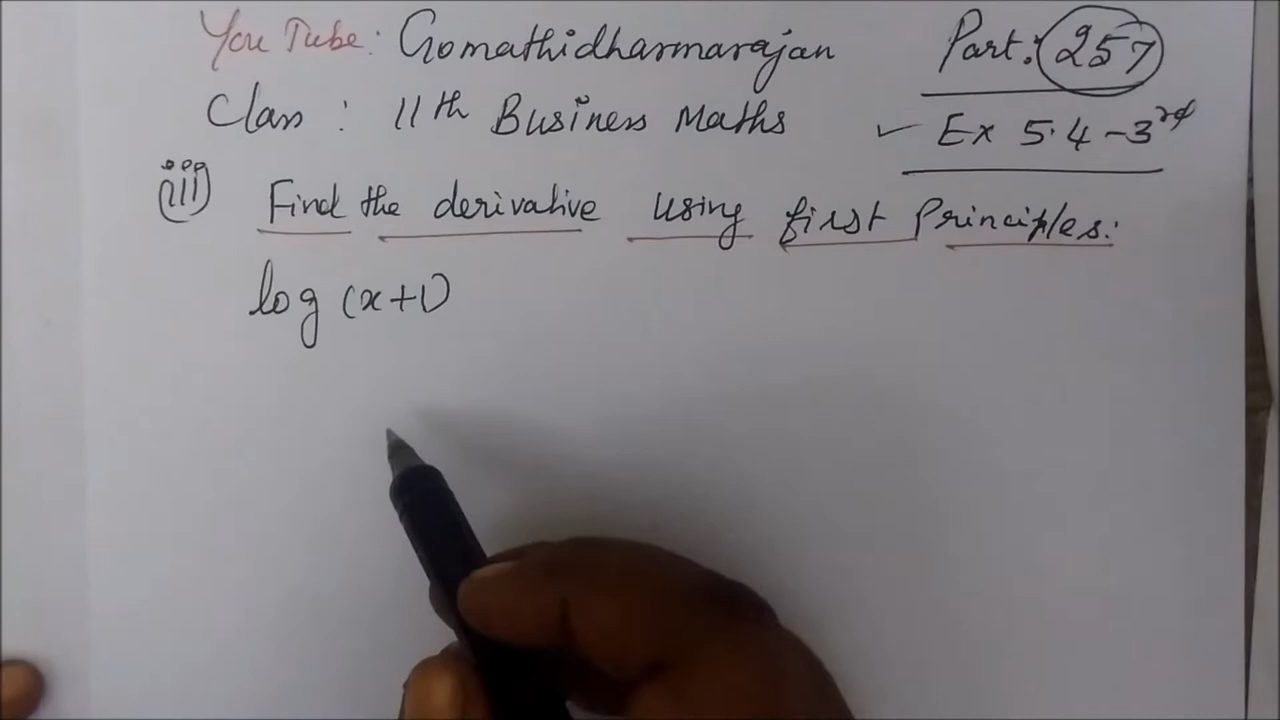 You Tube: Gomathidharmarajan Part: 257
Class: 11th Business Maths ✓ Ex 5.4-3rd
(iii) Find the derivative using first Principles:
log (x+1)